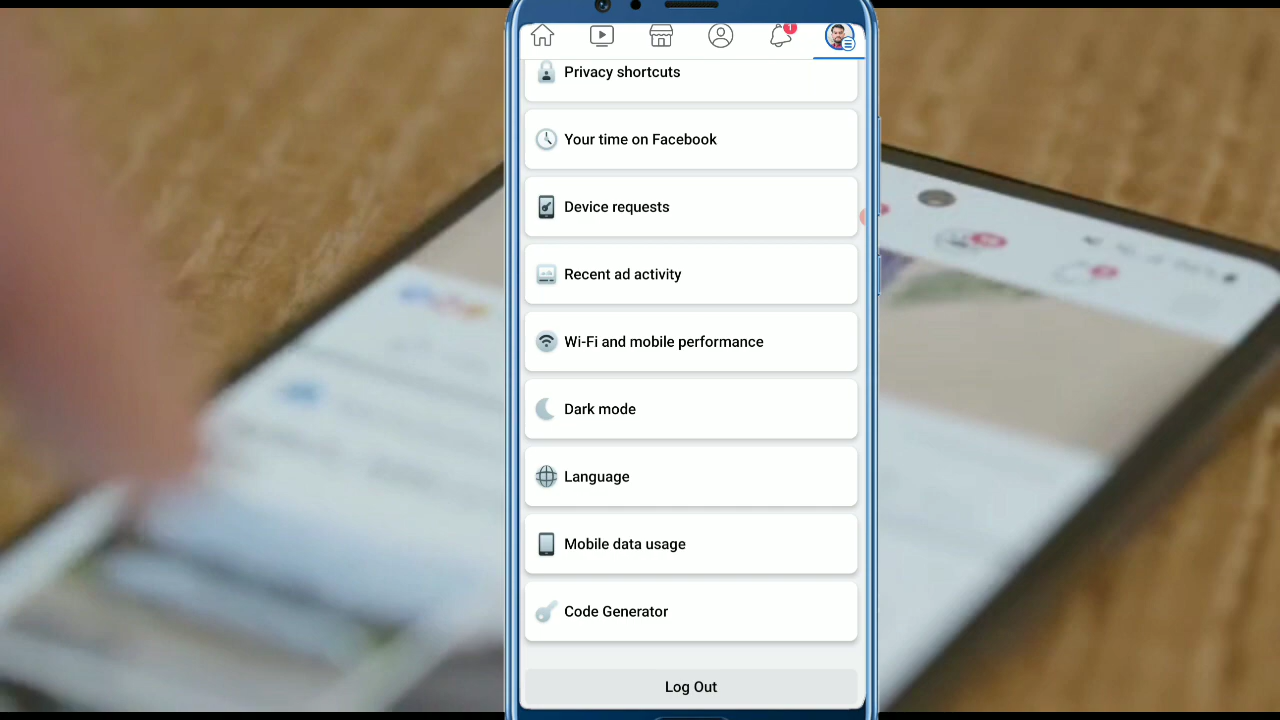 1
Privacy shortcuts
Your time on Facebook
Device requests
Recent ad activity
Wi-Fi and mobile performance
Dark mode
Language
Mobile data usage
Code Generator
Log Out